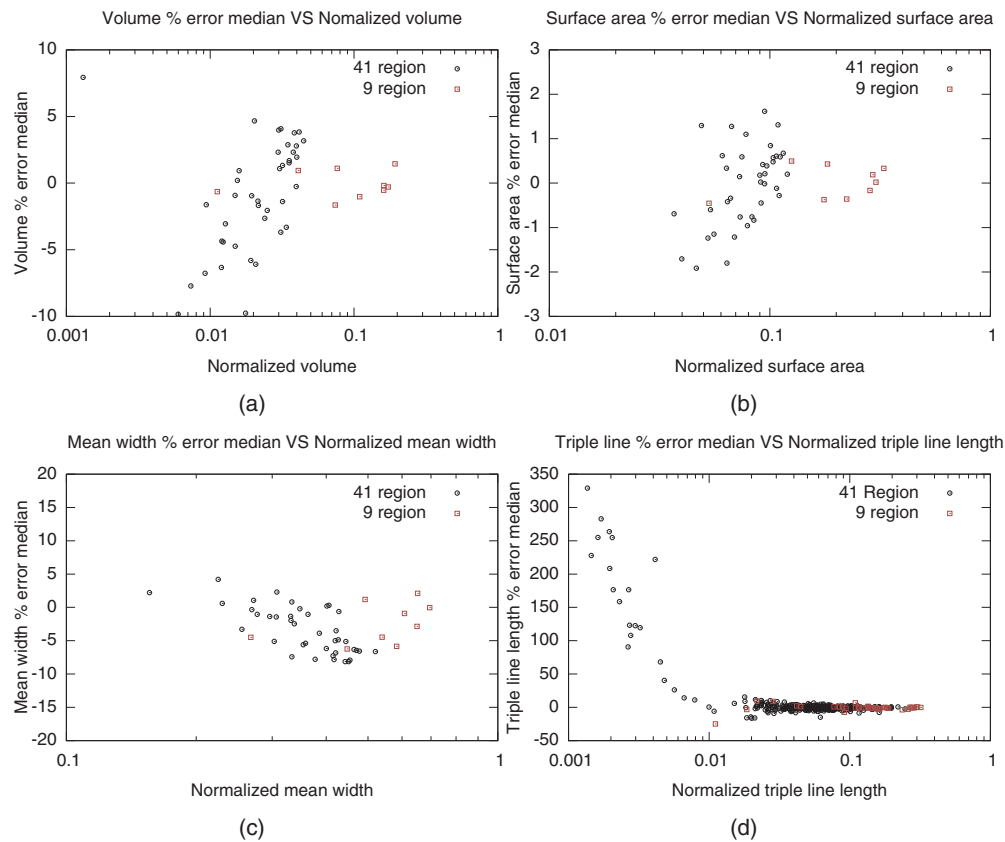 Volume % error median VS Nomalized volume
10
5
0
-5
-10
Volume % error median
41 region
9 region
0.001
0.01
0.1
1
Normalized volume
(a)
Surface area % error median VS Normalized surface area
3
2
1
0
-1
-2
-3
Surface area % error median
41 region
9 region
0.01
0.1
1
Normalized surface area
(b)
Mean width % error median VS Normalized mean width
20
15
10
5
0
-5
-10
-15
-20
Mean width % error median
41 region
9 region
0.1
1
Normalized mean width
(c)
Triple line % error median VS Normalized triple line length
350
300
250
200
150
100
50
0
-50
Triple line length % error median
41 Region
9 region
0.001
0.01
0.1
1
Normalized triple line length
(d)